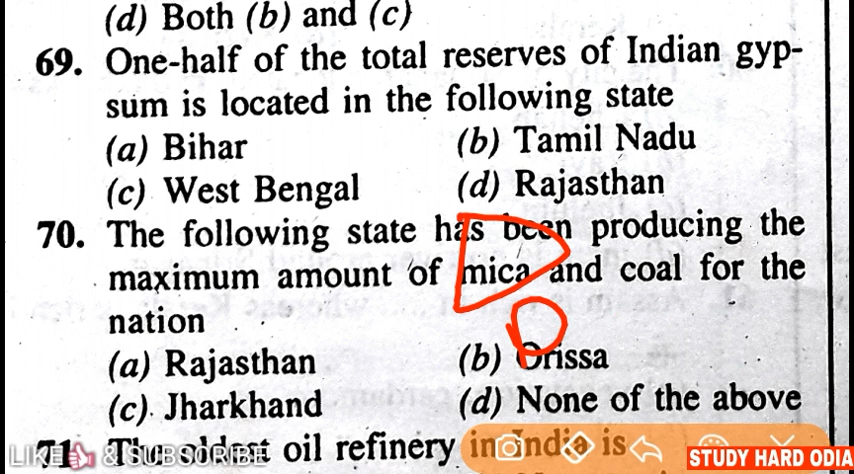 (d) Both (b) and (c)
69. One-half of the total reserves of Indian gyp-
sum is located in the following state
(a) Bihar (b) Tamil Nadu
(c) West Bengal (d) Rajasthan
70. The following state has been producing the
maximum amount of mica and coal for the
nation
(a) Rajasthan (b) Orissa
(c) Jharkhand (d) None of the above
71. The oldest oil refinery in India is
LIKE & SUBSCRIBE
STUDY HARD ODIA